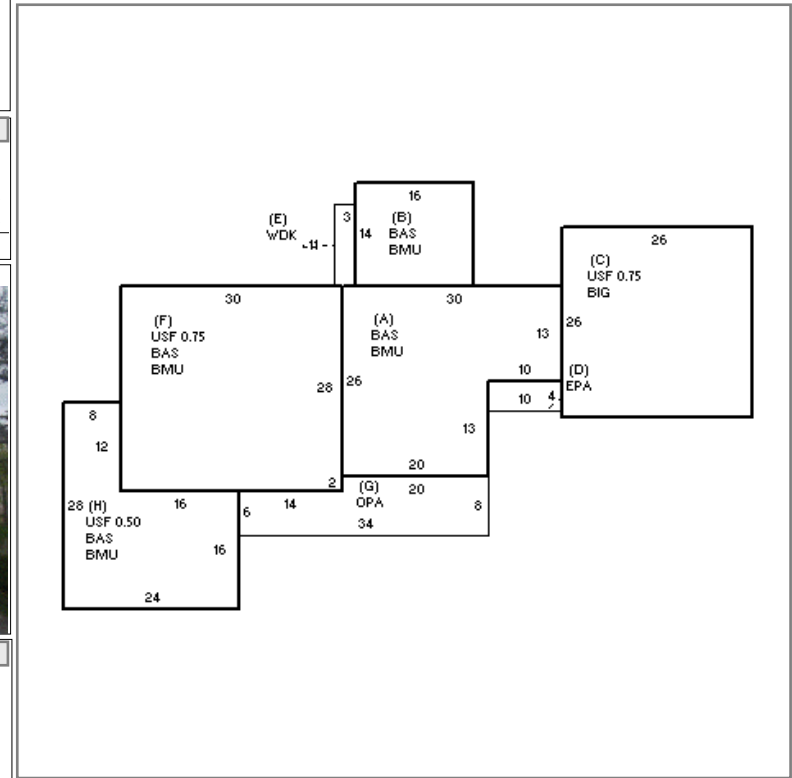 16
(E)
WDK
11
3
14
(B)
BAS
BMU
26
(C)
USF 0.75
BIG
26
30
(F)
USF 0.75
BAS
BMU
28
30
(A)
BAS
BMU
26
13
10
(D)
EPA
10
4
13
20
2
(G)
OPA
20
8
12
8
28
(H)
USF 0.50
BAS
BMU
16
16
24
6
14
34